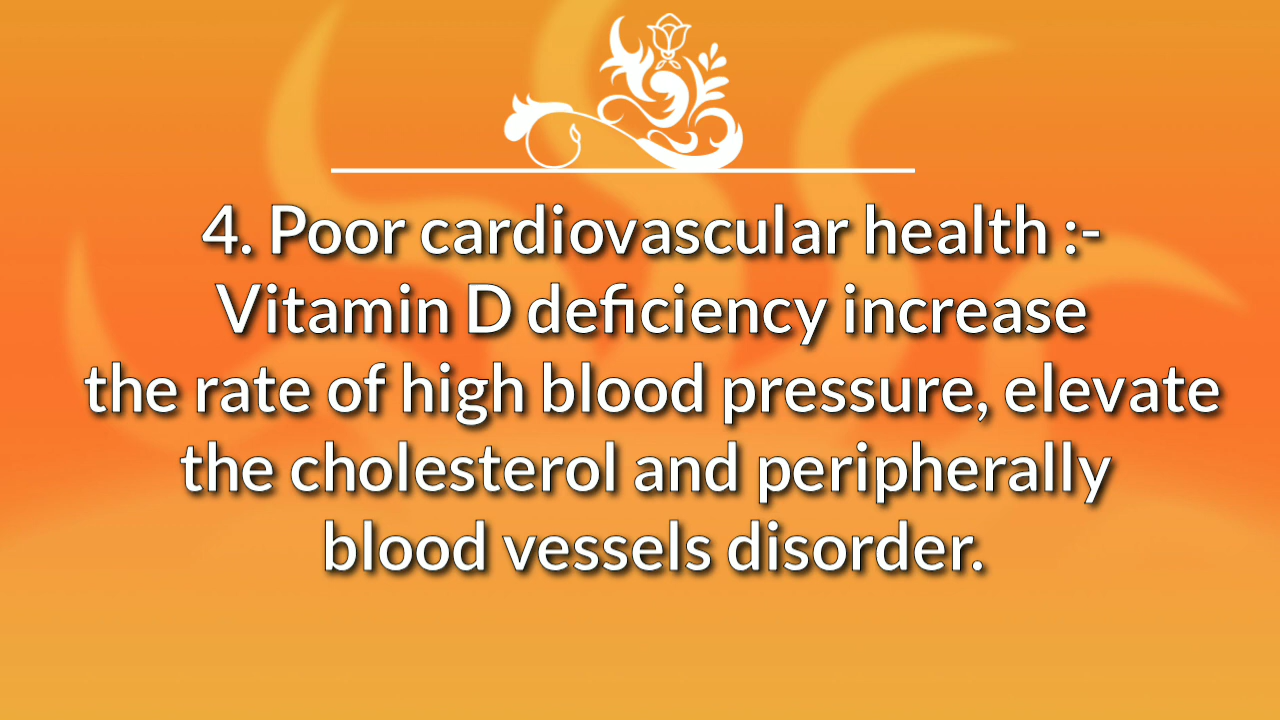 4. Poor cardiovascular health :-
Vitamin D deficiency increase
the rate of high blood pressure, elevate
the cholesterol and peripherally
blood vessels disorder.